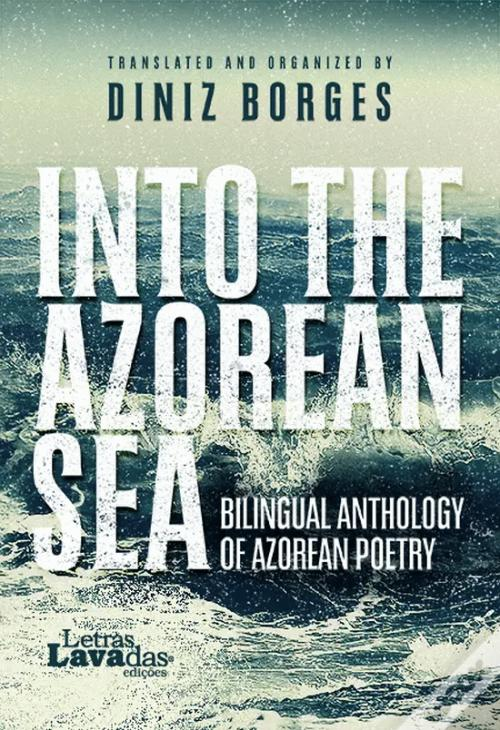 TRANSLATED AND ORGANIZED BY
DINIZ BORGES
INTO THE
AZOREAN
SEA
BILINGUAL ANTHOLOGY
OF AZOREAN POETRY
Letras
LAVAdas®
edições